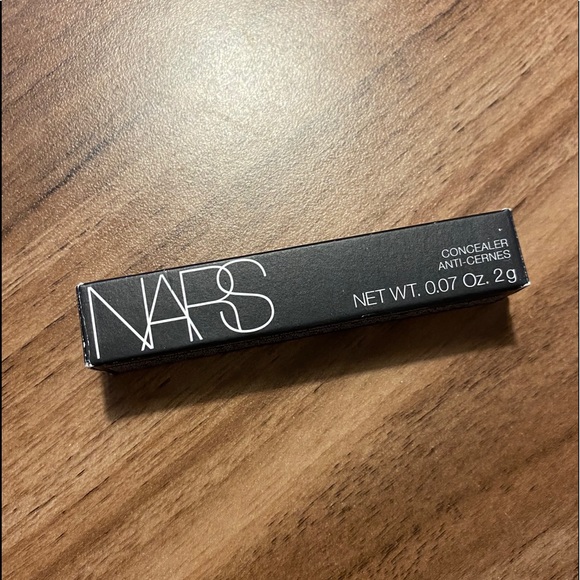 NARS
CONCEALER
ANTI-CERNES
NET WT. 0.07 Oz. 2g